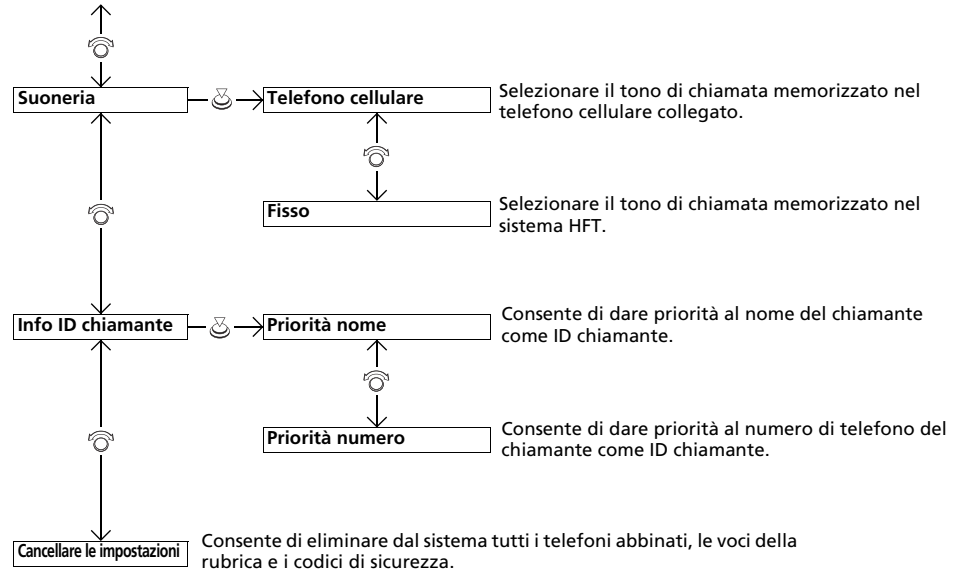 Suoneria
Telefono cellulare
Selezionare il tono di chiamata memorizzato nel
telefono cellulare collegato.
Fisso
Selezionare il tono di chiamata memorizzato nel
sistema HFT.
Info ID chiamante
Priorità nome
Consente di dare priorità al nome del chiamante
come ID chiamante.
Priorità numero
Consente di dare priorità al numero di telefono del
chiamante come ID chiamante.
Cancellare le impostazioni
Consente di eliminare dal sistema tutti i telefoni abbinati, le voci della
rubrica e i codici di sicurezza.